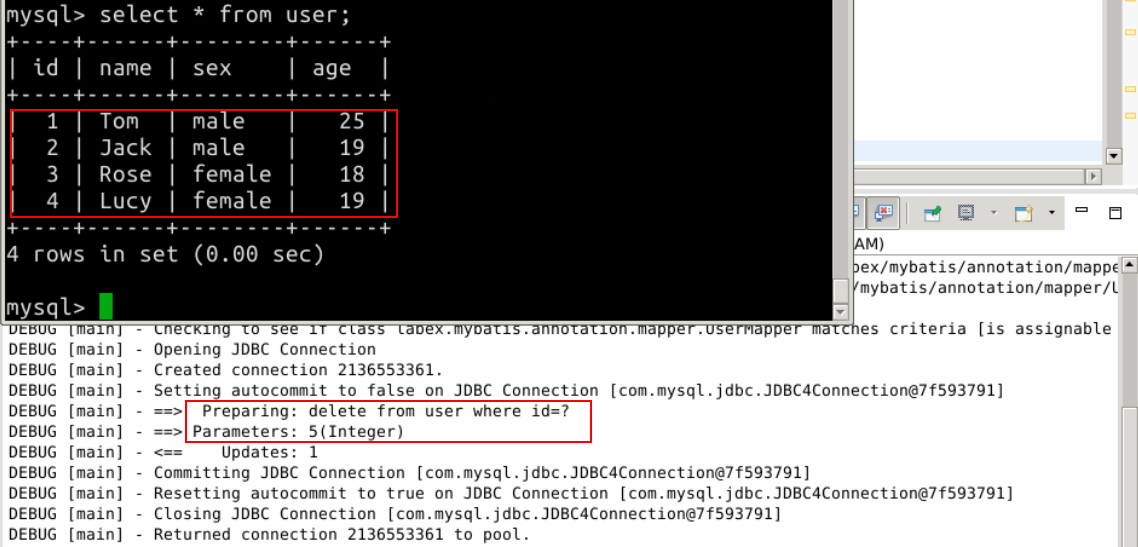 mysql> select * from user;
+----+------+--------+------+
| id | name | sex    | age  |
+----+------+--------+------+
|  1 | Tom  | male   |   25 |
|  2 | Jack | male   |   19 |
|  3 | Rose | female |   18 |
|  4 | Lucy | female |   19 |
+----+------+--------+------+
4 rows in set (0.00 sec)
mysql>
AM)
bex/mybatis/annotation/mappe
/mybatis/annotation/mapper/U
DEBUG [main] - Checking to see if class labex.mybatis.annotation.mapper.UserMapper matches criteria [is assignable
DEBUG [main] - Opening JDBC Connection
DEBUG [main] - Created connection 2136553361.
DEBUG [main] - Setting autocommit to false on JDBC Connection [com.mysql.jdbc.JDBC4Connection@7f593791]
DEBUG [main] - ==>  Preparing: delete from user where id=?
DEBUG [main] - ==> Parameters: 5(Integer)
DEBUG [main] - <==    Updates: 1
DEBUG [main] - Committing JDBC Connection [com.mysql.jdbc.JDBC4Connection@7f593791]
DEBUG [main] - Resetting autocommit to true on JDBC Connection [com.mysql.jdbc.JDBC4Connection@7f593791]
DEBUG [main] - Closing JDBC Connection [com.mysql.jdbc.JDBC4Connection@7f593791]
DEBUG [main] - Returned connection 2136553361 to pool.